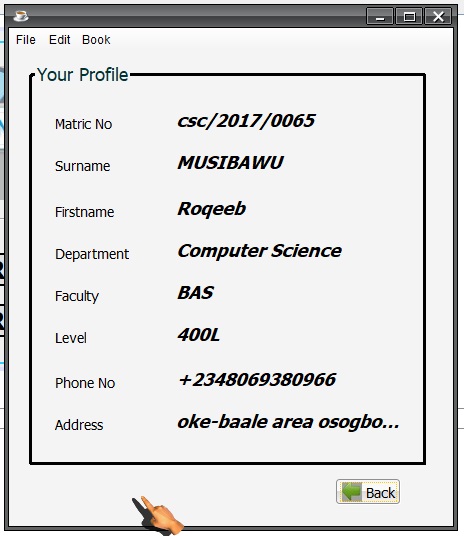 File Edit Book
Your Profile
Matric No csc/2017/0065
Surname MUSIBAWU
Firstname Roqeeb
Department Computer Science
Faculty BAS
Level 400L
Phone No +2348069380966
Address oke-baale area osogbo...
Back